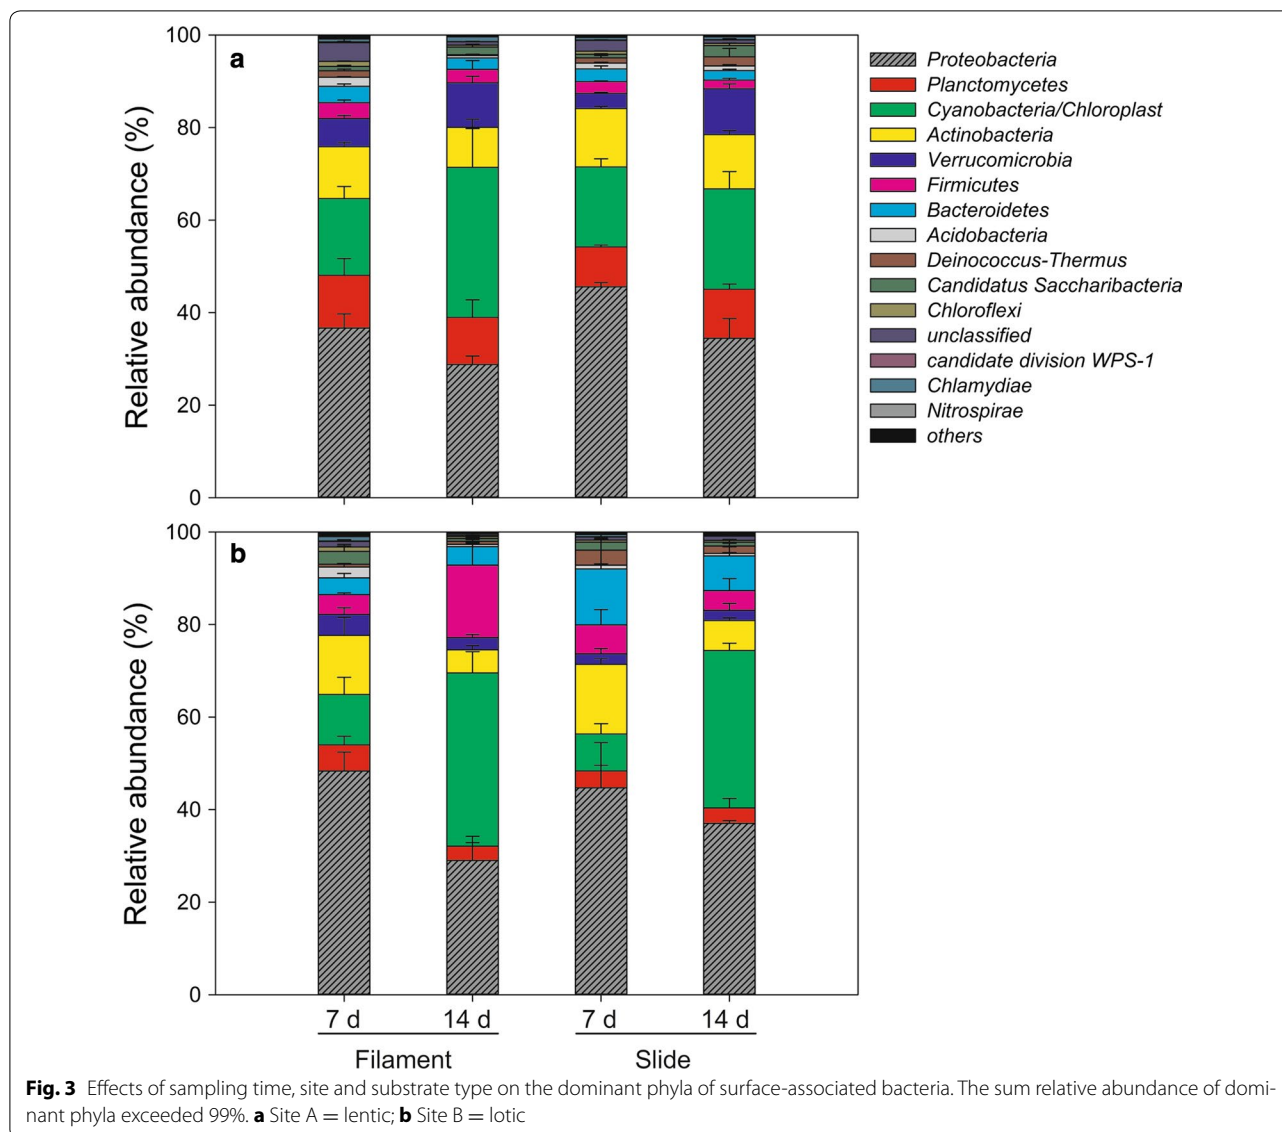 a
100
80
60
40
20
0
Relative abundance (%)
Proteobacteria
Planctomycetes
Cyanobacteria/Chloroplast
Actinobacteria
Verrucomicrobia
Firmicutes
Bacteroidetes
Acidobacteria
Deinococcus-Thermus
Candidatus Saccharibacteria
Chloroflexi
unclassified
candidate division WPS-1
Chlamydiae
Nitrospirae
others
b
100
80
60
40
20
0
Relative abundance (%)
7 d 14 d 7 d 14 d
Filament Slide
Fig. 3 Effects of sampling time, site and substrate type on the dominant phyla of surface-associated bacteria. The sum relative abundance of domi-
nant phyla exceeded 99%. a Site A = lentic; b Site B = lotic